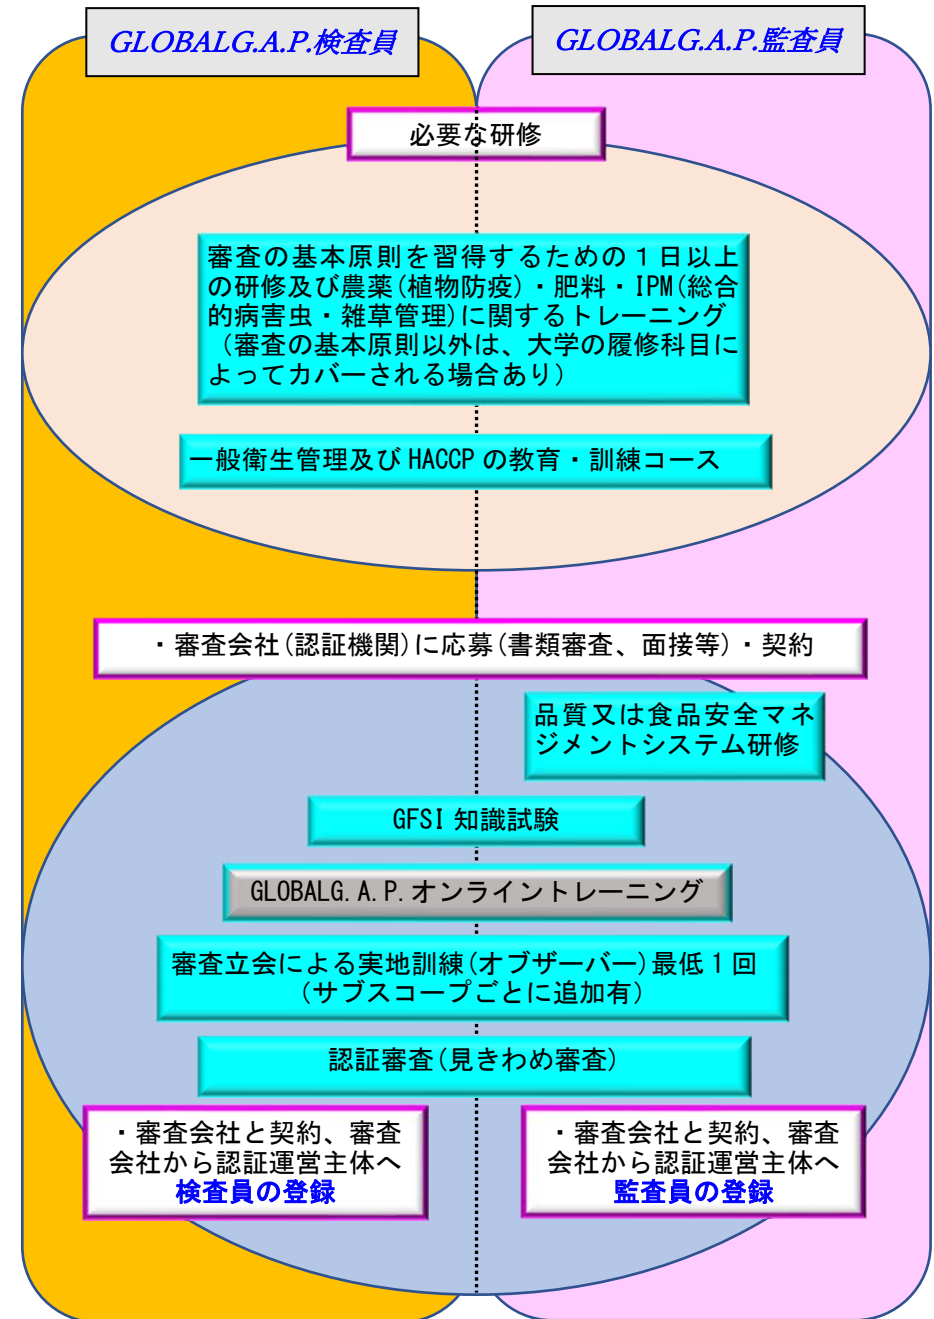 GLOBALG.A.P.検査員
GLOBALG.A.P.監査員
必要な研修
審査の基本原則を習得するための1日以上
の研修及び農薬(植物防疫)・肥料・IPM(総合
的病害虫・雑草管理)に関するトレーニング
(審査の基本原則以外は、大学の履修科目に
よってカバーされる場合あり)
一般衛生管理及び HACCP の教育・訓練コース
・審査会社(認証機関)に応募(書類審査、面接等)・契約
品質又は食品安全マネ
ジメントシステム研修
GFSI 知識試験
GLOBALG.A.P.オンライントレーニング
審査立会による実地訓練(オブザーバー)最低1回
(サブスコープごとに追加有)
認証審査(見きわめ審査)
・審査会社と契約、審査
会社から認証運営主体へ
検査員の登録
・審査会社と契約、審査
会社から認証運営主体へ
監査員の登録